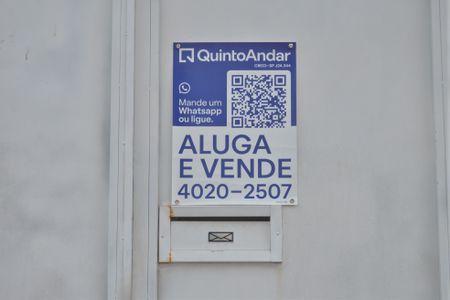 QuintoAndar
Mande um
Whatsapp
ou ligue.
ALUGA
E VENDE
4020-2507